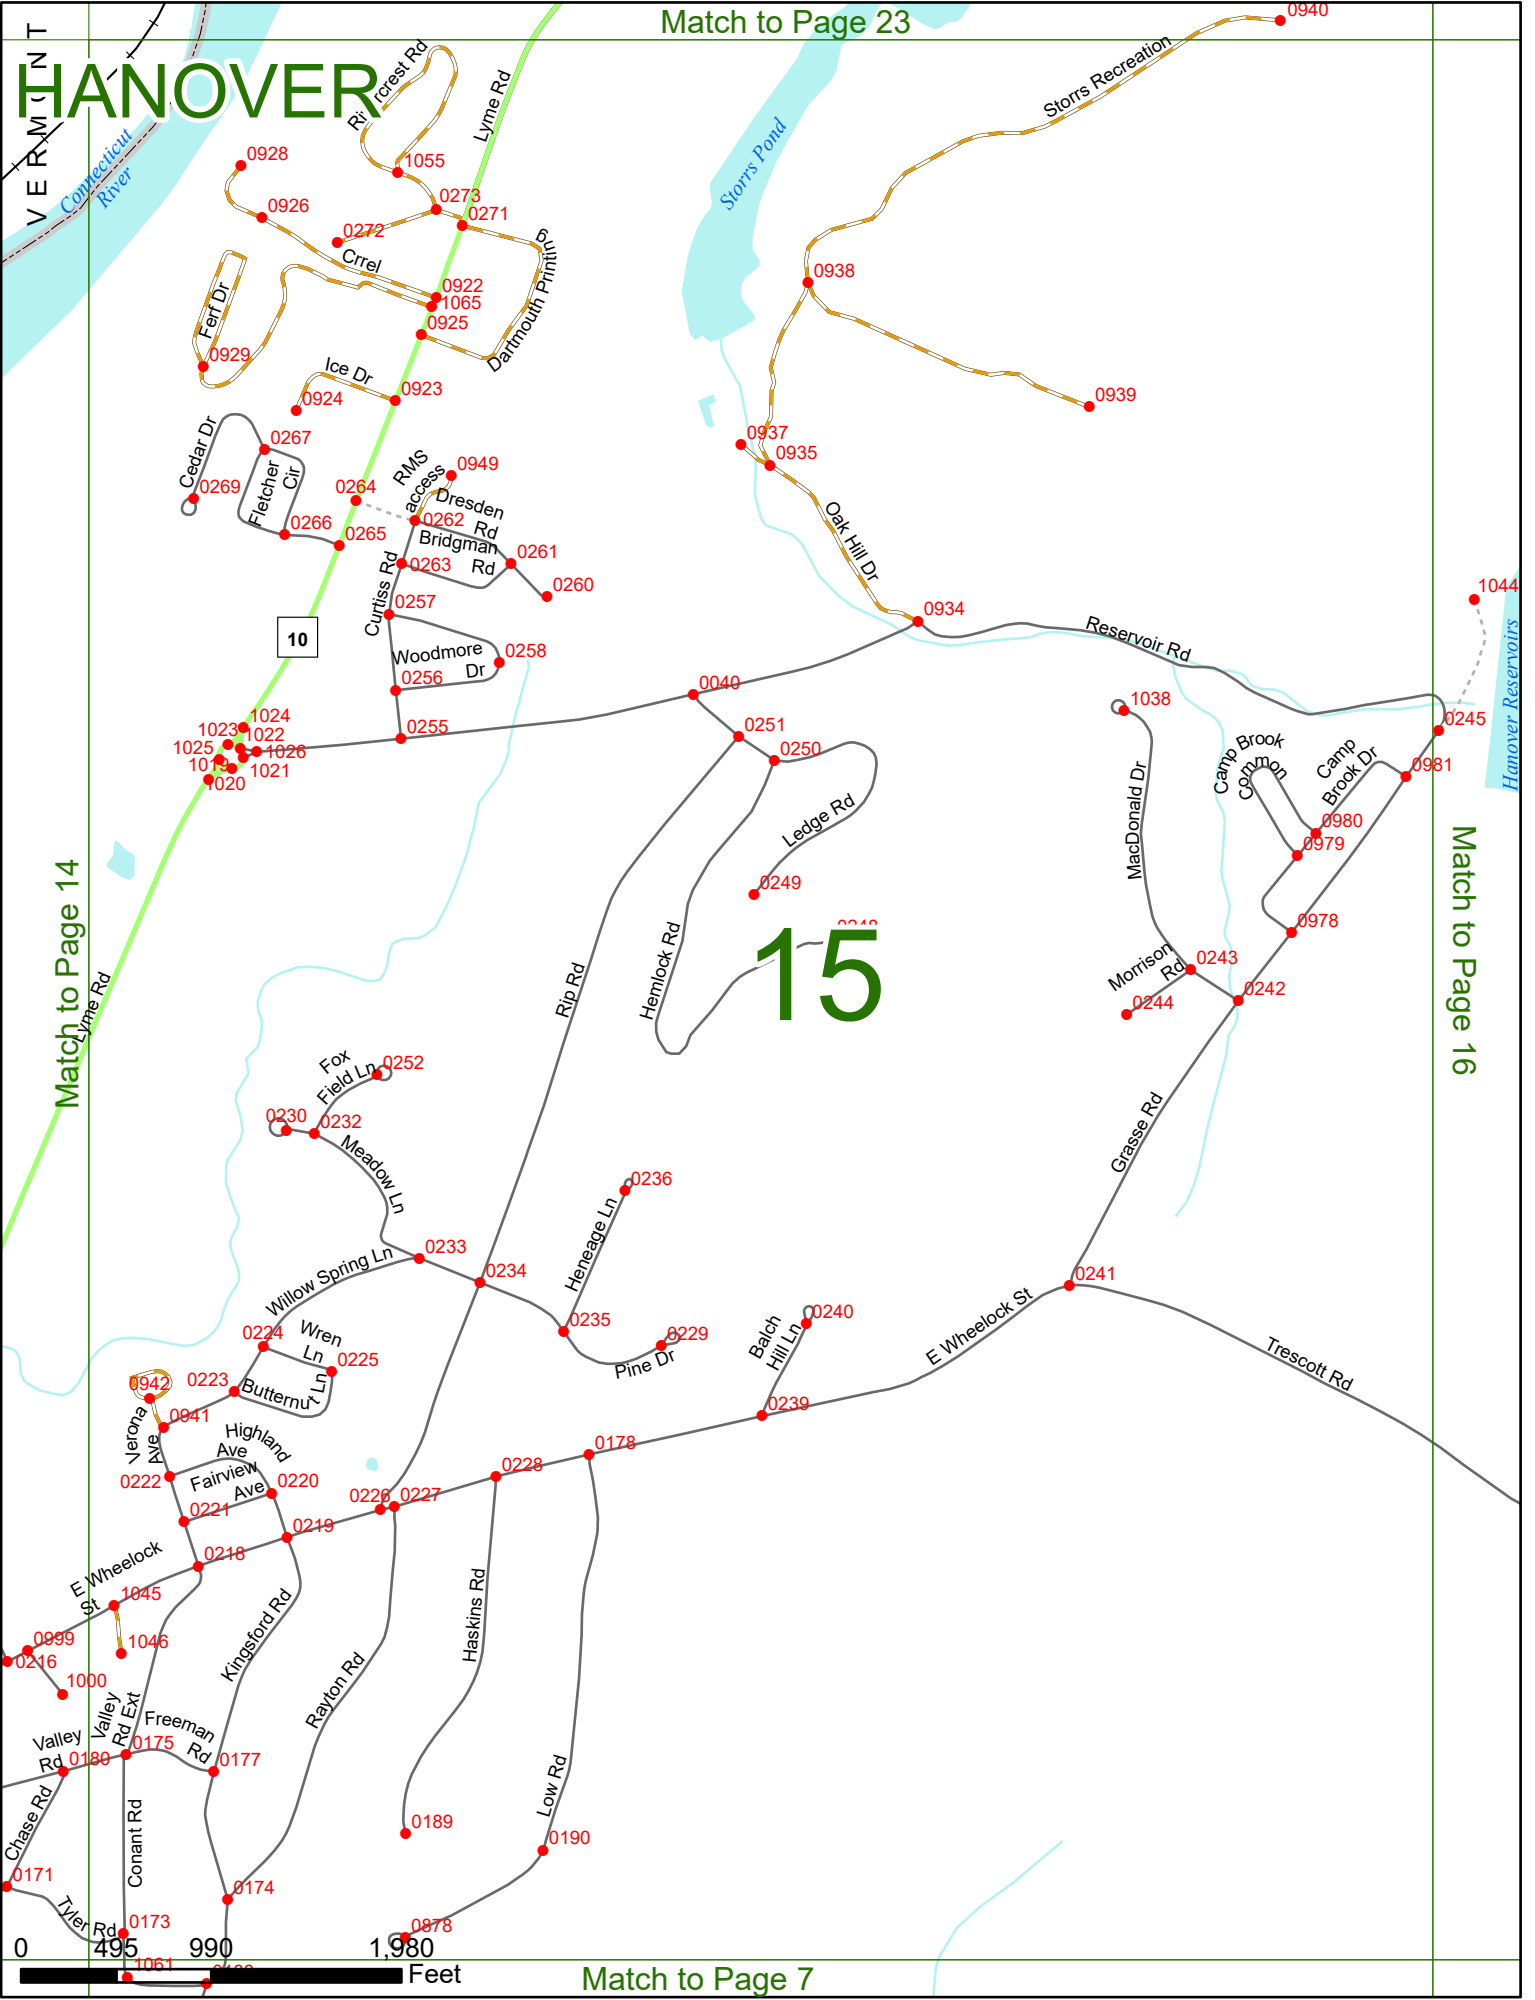 Match to Page 23
HANOVER
VERMONT
Connecticut
River
Rivercrest Rd
Lyme Rd
Storrs Pond
Storrs Recreation
0940
0928
1055
0926
0273
0271
0272
Crrel
Dartmouth Printing
0922
1065
0925
0938
Ferf Dr
0929
Ice Dr
0924
0923
0939
Cedar Dr
0267
0269
Fletcher
Cir
0264
RMS
access
0949
0937
0935
0262
Dresden
Rd
0266
0265
Bridgman
Rd
0263
0261
0260
Oak Hill Dr
Curtiss Rd
0257
0934
1044
10
Woodmore
Dr
0258
0256
Reservoir Rd
Hanover Reservoirs
0040
1038
1024
1023
1022
1025
1026
1019
1021
1020
0255
0251
0250
0245
Camp Brook
Common
Camp
Brook Dr
0981
MacDonald Dr
Ledge Rd
0980
0979
0249
Match to Page 14
Match to Page 16
15
0978
Lyme Rd
Rip Rd
Hemlock Rd
Morrison
Rd
0243
0244
0242
Fox
Field Ln
0252
0230
0232
Meadow Ln
Grasse Rd
0236
Heneage Ln
0233
Willow Spring Ln
0234
0241
0235
0240
0224
Wren
Ln
0229
Pine Dr
Balch
Hill Ln
E Wheelock St
Trescott Rd
0225
0223
Butternut Ln
0942
0941
Verona
Ave
0239
Highland
Ave
0178
0222
Fairview
Ave
0220
0228
0226
0227
0221
0219
0218
E Wheelock
St
1045
Kingsford Rd
Haskins Rd
0999
0216
1046
1000
Rayton Rd
Valley
Rd Ext
Freeman
Rd
Valley
Rd
0180
0175
0177
Low Rd
Chase Rd
Conant Rd
0189
0190
0171
0174
Tyler Rd
0173
0878
0
495
990
1,980
Feet
1061
Match to Page 7